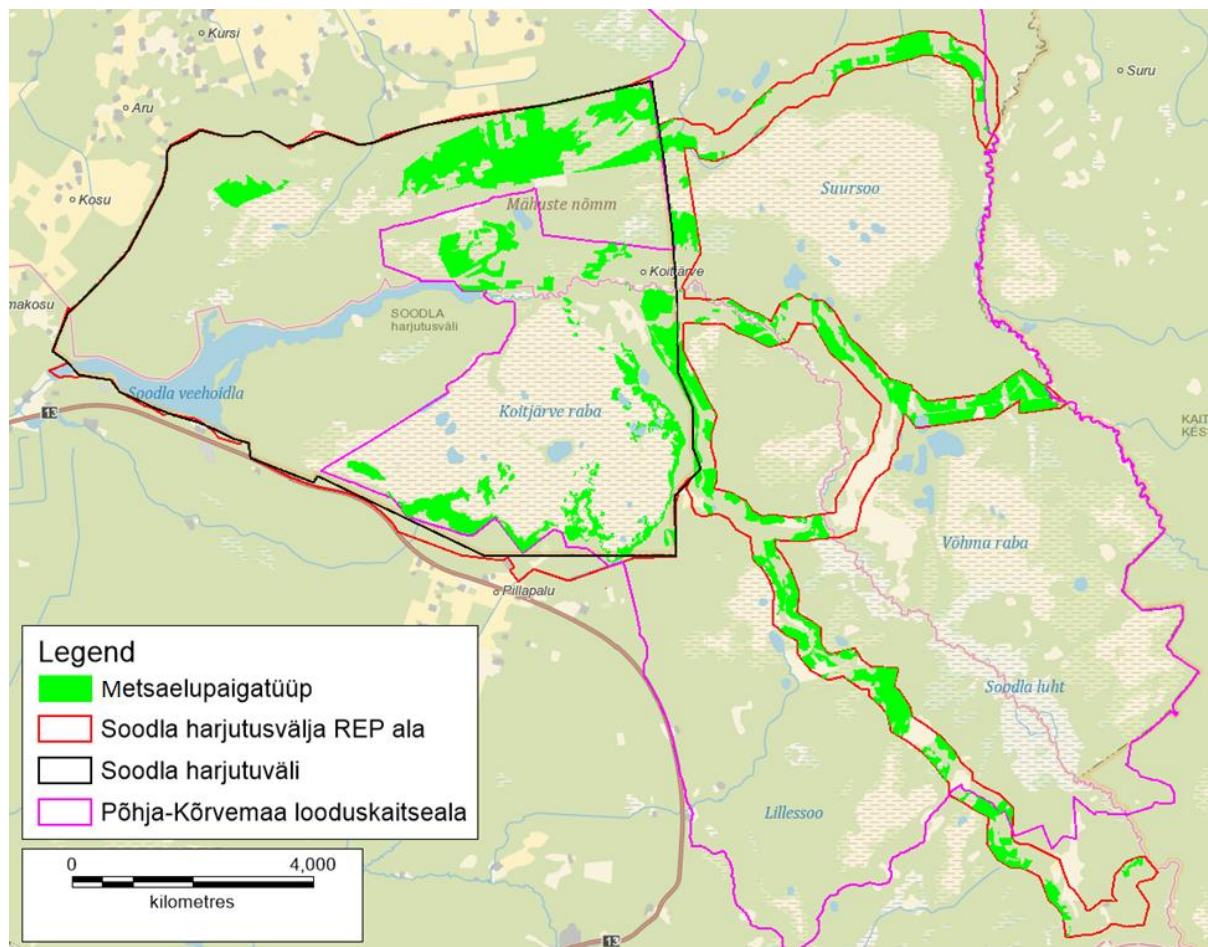 Kursi
Suru
Aru
Kosu
Suursoo
Mähuste nõmm
Koitjärve
makosu
SOODLA
harjutusväli
Soodla veehoidla
13
Koitjärve raba
KAIT
KES
Võhma raba
Pillapalu
Soodla luht
Lillessoo
13
Legend
Metsaelupaigatüüp
Soodla harjutusvälja REP ala
Soodla harjutuväli
Põhja-Kõrvemaa looduskaitseala
0 4,000
kilometres